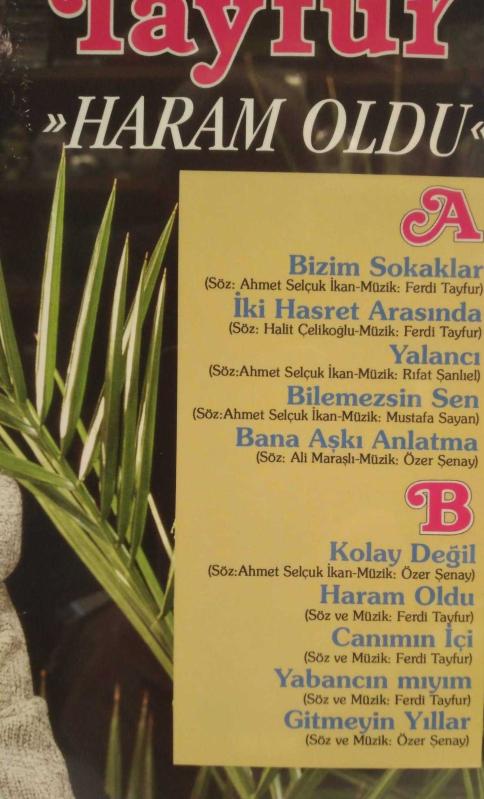 Tayfur
»HARAM OLDU«
A
Bizim Sokaklar
(Söz: Ahmet Selçuk İkan-Müzik: Ferdi Tayfur)
İki Hasret Arasında
(Söz: Halit Çelikoğlu-Müzik: Ferdi Tayfur)
Yalancı
(Söz:Ahmet Selçuk İkan-Müzik: Rıfat Şanlıel)
Bilemezsin Sen
(Söz:Ahmet Selçuk İkan-Müzik: Mustafa Sayan)
Bana Aşkı Anlatma
(Söz: Ali Maraşlı-Müzik: Özer Şenay)
B
Kolay Değil
(Söz:Ahmet Selçuk İkan-Müzik: Özer Şenay)
Haram Oldu
(Söz ve Müzik: Ferdi Tayfur)
Canımın İçi
(Söz ve Müzik: Ferdi Tayfur)
Yabancın mıyım
(Söz ve Müzik: Ferdi Tayfur)
Gitmeyin Yıllar
(Söz ve Müzik: Özer Şenay)